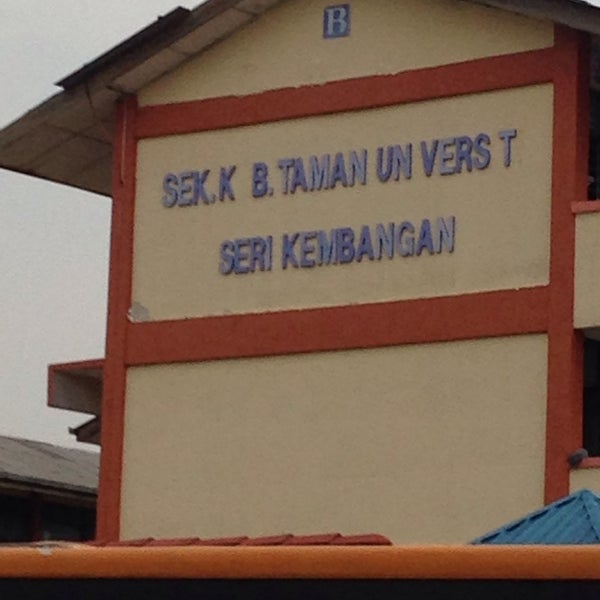 B
SEK.K B. TAMAN UN VERS T
SERI KEMBANGAN